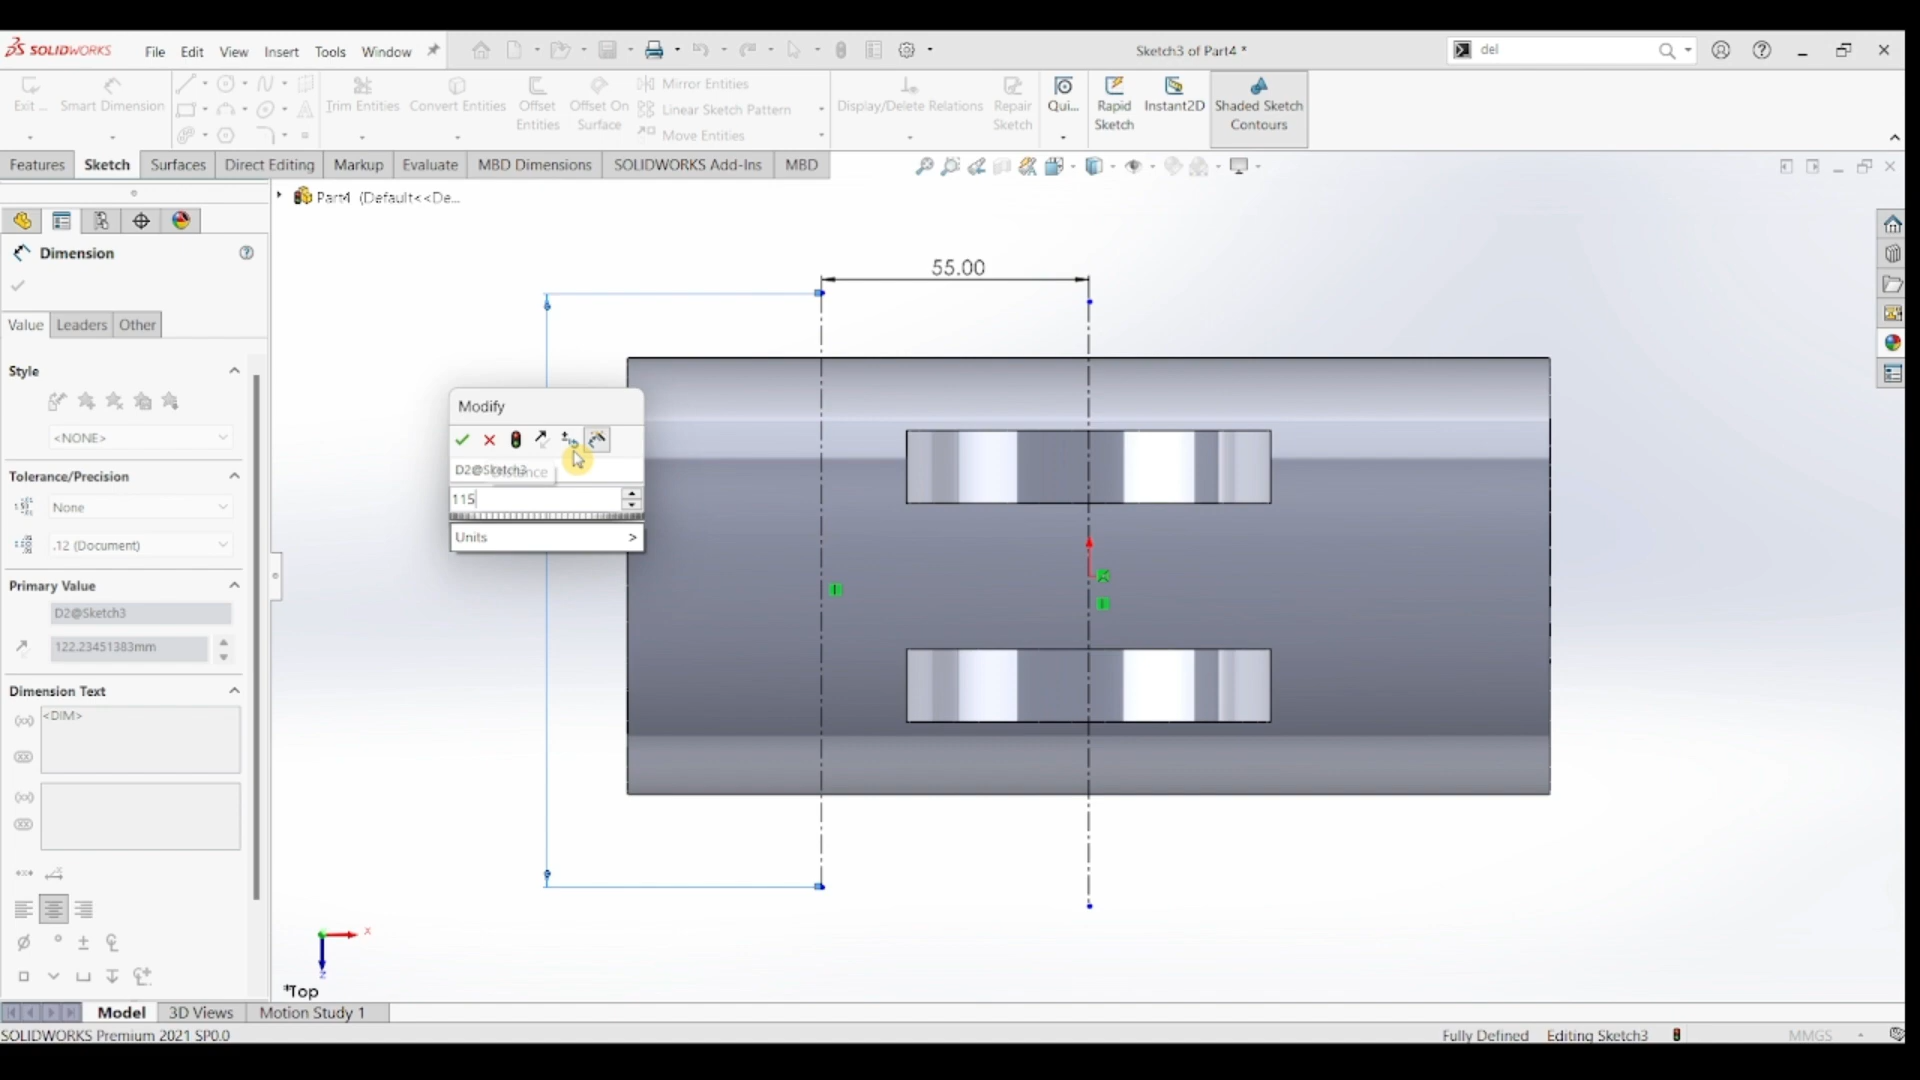 SOLIDWORKS File Edit View Insert Tools Window Sketch3 of Part4 * del
Exit ... Smart Dimension Trim Entities Convert Entities Offset Entities Offset On Surface Mirror Entities Linear Sketch Pattern Move Entities Display/Delete Relations Repair Sketch Qui... Rapid Sketch Instant2D Shaded Sketch Contours
Features Sketch Surfaces Direct Editing Markup Evaluate MBD Dimensions SOLIDWORKS Add-Ins MBD
Part4 (Default<<De...
Dimension
Value Leaders Other
Style
<NONE>
Tolerance/Precision
None
.12 (Document)
Primary Value
D2@Sketch3
122.23451383mm
Dimension Text
<DIM>
55.00
Modify
D2@Sketch3
Distance
115
Units >
x
z
*Top
Model 3D Views Motion Study 1
SOLIDWORKS Premium 2021 SP0.0 Fully Defined Editing Sketch3 MMGS